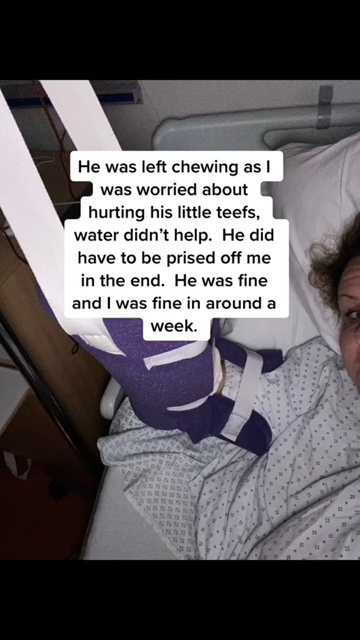 He was left chewing as I
was worried about
hurting his little teefs,
water didn't help.  He did
have to be prised off me
in the end.  He was fine
and I was fine in around a
week.